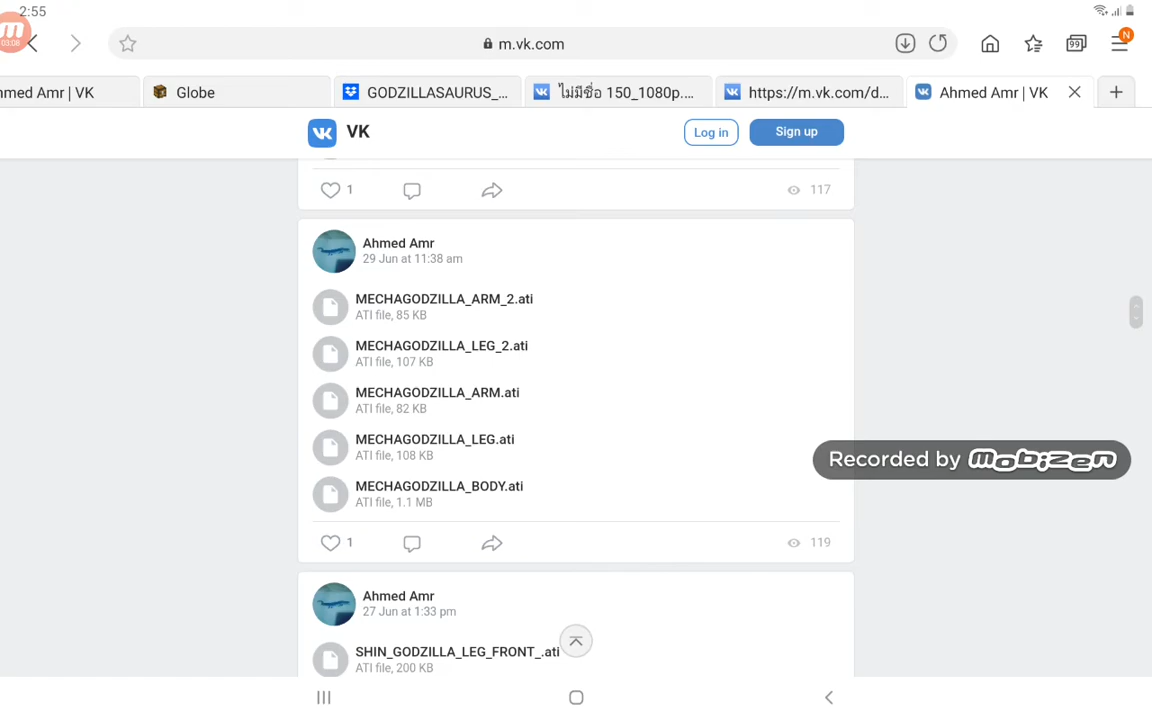 2:55
03:08
m.vk.com
99
N
hmed Amr | VK
Globe
GODZILLASAURUS_...
ไม่มีชื่อ 150_1080p....
https://m.vk.com/d...
Ahmed Amr | VK
VK
Log in
Sign up
1
117
Ahmed Amr
29 Jun at 11:38 am
MECHAGODZILLA_ARM_2.ati
ATI file, 85 KB
MECHAGODZILLA_LEG_2.ati
ATI file, 107 KB
MECHAGODZILLA_ARM.ati
ATI file, 82 KB
MECHAGODZILLA_LEG.ati
ATI file, 108 KB
Recorded by mobizen
MECHAGODZILLA_BODY.ati
ATI file, 1.1 MB
1
119
Ahmed Amr
27 Jun at 1:33 pm
SHIN_GODZILLA_LEG_FRONT_.ati
ATI file, 200 KB